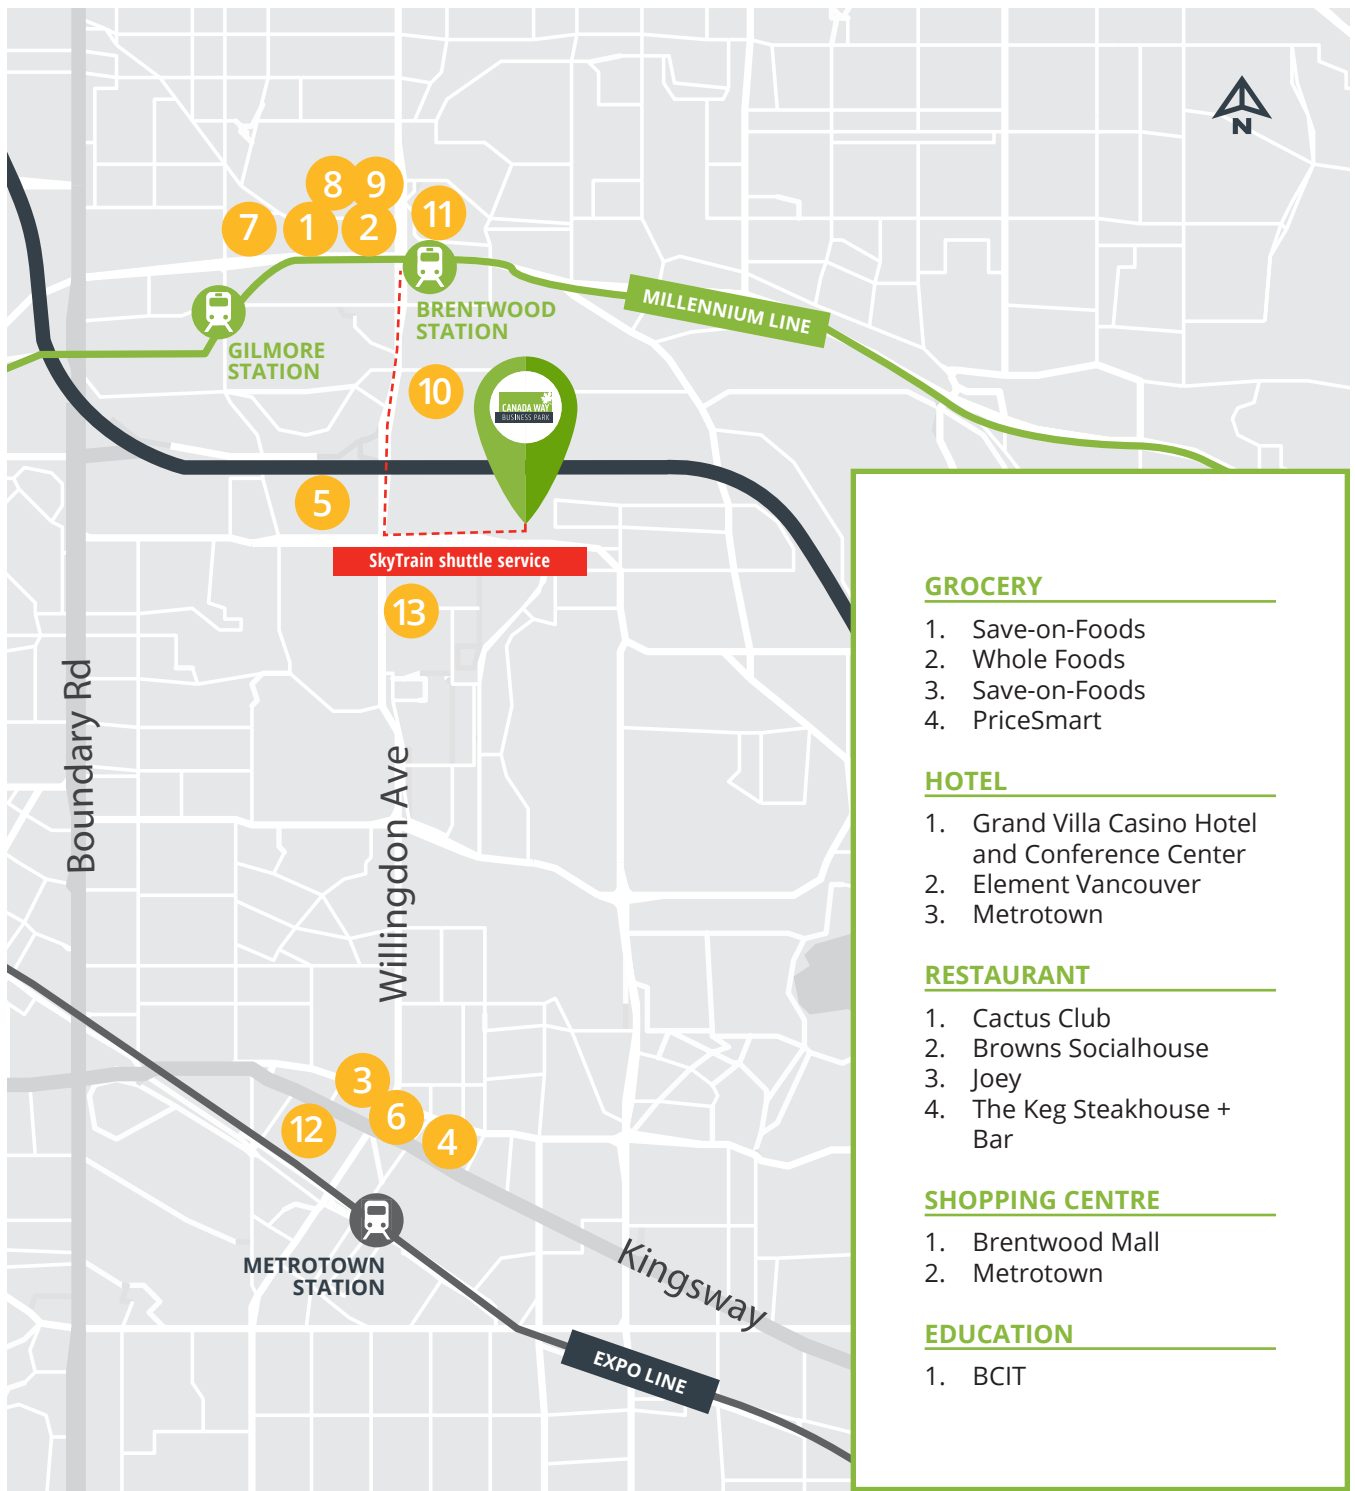 N
8
9
7
1
2
11
BRENTWOOD
STATION
MILLENNIUM LINE
GILMORE
STATION
10
CANADA WAY
BUSINESS PARK
5
SkyTrain shuttle service
13
Boundary Rd
Willingdon Ave
3
6
12
4
METROTOWN
STATION
Kingsway
EXPO LINE
GROCERY
1. Save-on-Foods
2. Whole Foods
3. Save-on-Foods
4. PriceSmart
HOTEL
1. Grand Villa Casino Hotel
and Conference Center
2. Element Vancouver
3. Metrotown
RESTAURANT
1. Cactus Club
2. Browns Socialhouse
3. Joey
4. The Keg Steakhouse +
Bar
SHOPPING CENTRE
1. Brentwood Mall
2. Metrotown
EDUCATION
1. BCIT